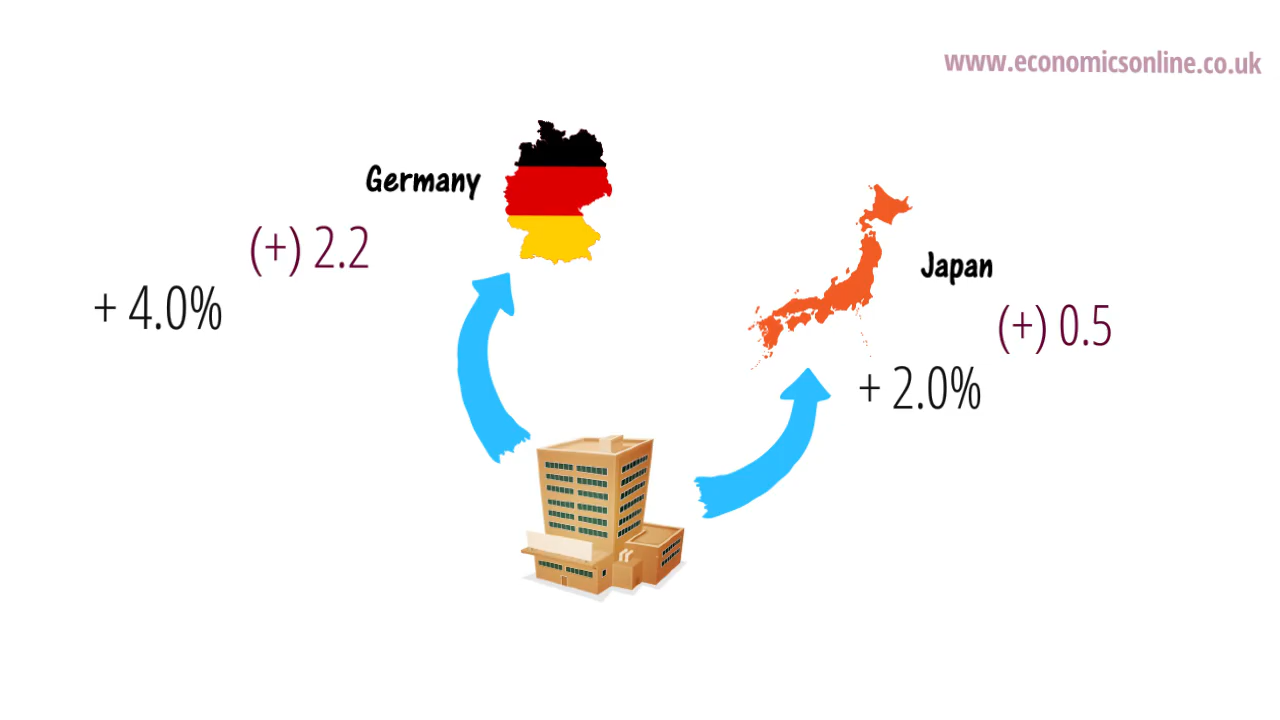 www.economicsonline.co.uk
Germany
(+) 2.2
+ 4.0%
Japan
(+) 0.5
+ 2.0%